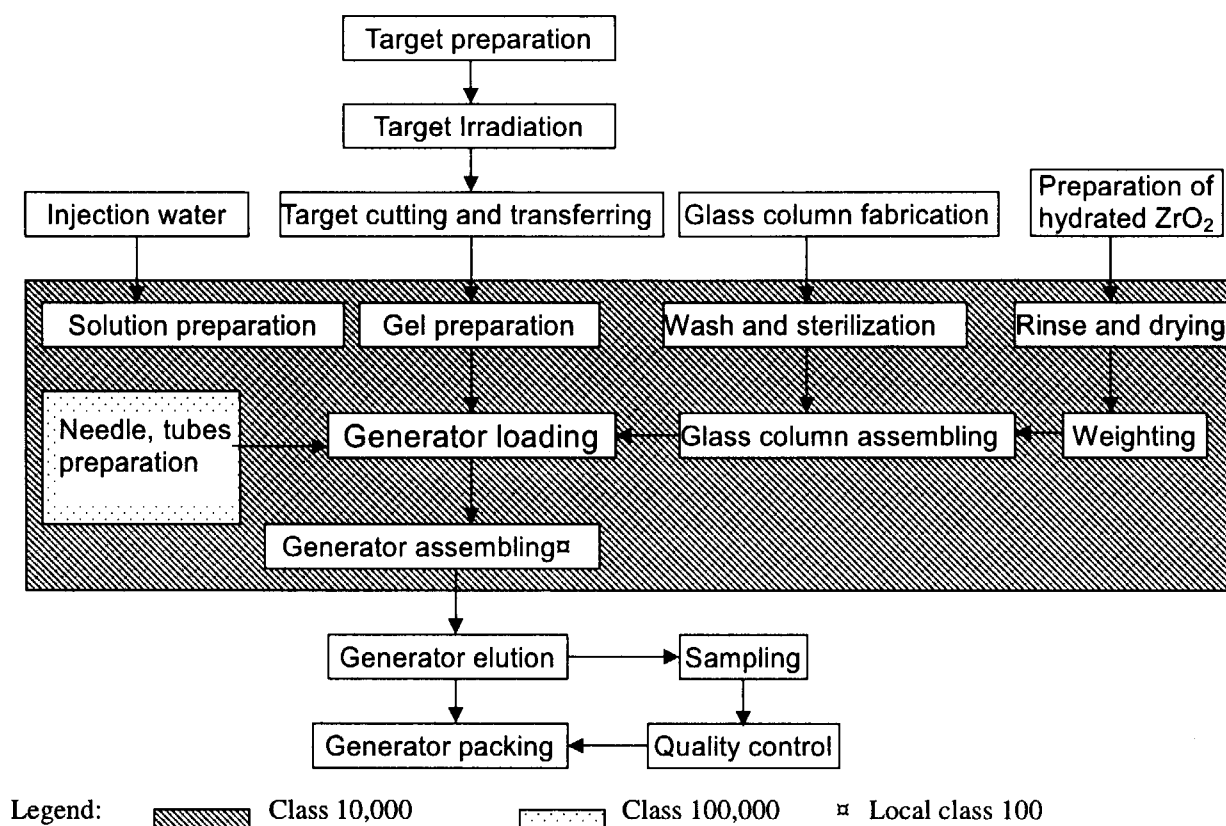 Target preparation
Target Irradiation
Injection water
Target cutting and transferring
Glass column fabrication
Preparation of
hydrated ZrO₂
Solution preparation
Gel preparation
Wash and sterilization
Rinse and drying
Needle, tubes
preparation
Generator loading
Glass column assembling
Weighting
Generator assembling¤
Generator elution
Sampling
Generator packing
Quality control
Legend: Class 10,000 Class 100,000 ¤ Local class 100